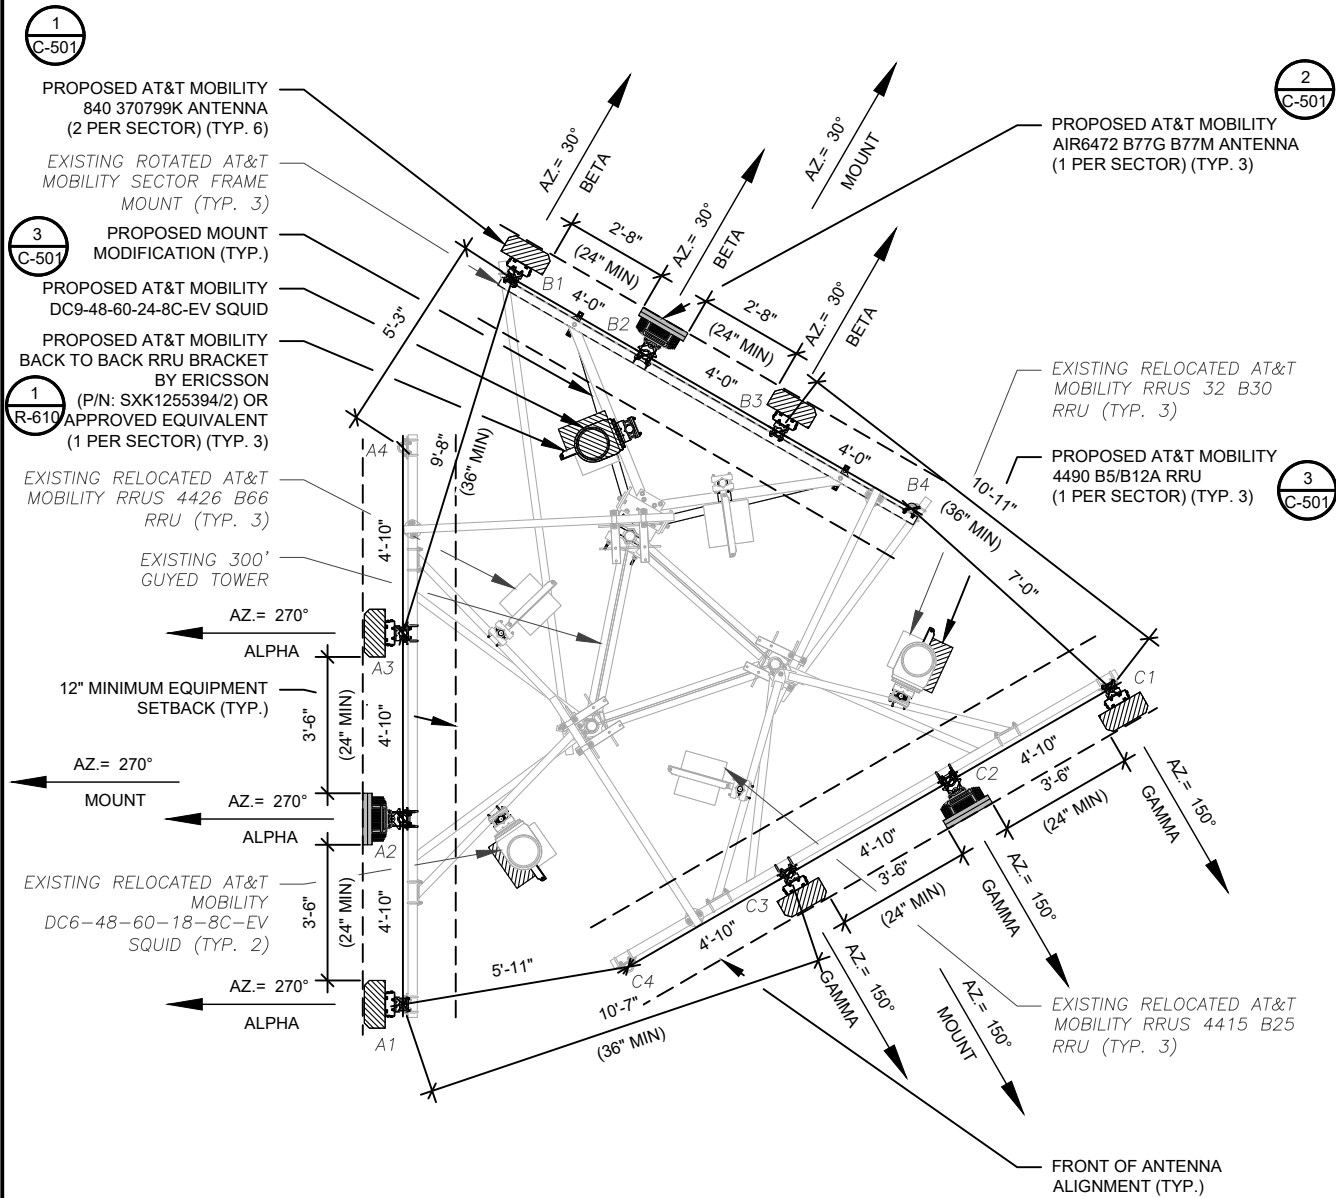 1
C-501
PROPOSED AT&T MOBILITY
840 370799K ANTENNA
(2 PER SECTOR) (TYP. 6)
EXISTING ROTATED AT&T
MOBILITY SECTOR FRAME
MOUNT (TYP. 3)
3
C-501
PROPOSED MOUNT
MODIFICATION (TYP.)
PROPOSED AT&T MOBILITY
DC9-48-60-24-8C-EV SQUID
PROPOSED AT&T MOBILITY
BACK TO BACK RRU BRACKET
BY ERICSSON
(P/N: SXK1255394/2) OR
APPROVED EQUIVALENT
(1 PER SECTOR) (TYP. 3)
1
R-610
EXISTING RELOCATED AT&T
MOBILITY RRUS 4426 B66
RRU (TYP. 3)
EXISTING 300'
GUYED TOWER
AZ.= 270°
ALPHA
12" MINIMUM EQUIPMENT
SETBACK (TYP.)
AZ.= 270°
MOUNT
AZ.= 270°
ALPHA
EXISTING RELOCATED AT&T
MOBILITY
DC6-48-60-18-8C-EV
SQUID (TYP. 2)
AZ.= 270°
ALPHA
A4
4'-10"
A3
3'-6"
(24" MIN)
4'-10"
A2
3'-6"
(24" MIN)
4'-10"
A1
5'-3"
9'-8"
(36" MIN)
AZ.= 30°
BETA
AZ.= 30°
BETA
AZ.= 30°
MOUNT
AZ.= 30°
BETA
B1
2'-8"
(24" MIN)
4'-0"
B2
2'-8"
(24" MIN)
4'-0"
B3
4'-0"
B4
10'-11"
(36" MIN)
7'-0"
2
C-501
PROPOSED AT&T MOBILITY
AIR6472 B77G B77M ANTENNA
(1 PER SECTOR) (TYP. 3)
EXISTING RELOCATED AT&T
MOBILITY RRUS 32 B30
RRU (TYP. 3)
PROPOSED AT&T MOBILITY
4490 B5/B12A RRU
(1 PER SECTOR) (TYP. 3)
3
C-501
C1
4'-10"
3'-6"
(24" MIN)
C2
4'-10"
3'-6"
(24" MIN)
C3
4'-10"
C4
5'-11"
10'-7"
(36" MIN)
AZ.= 150°
GAMMA
AZ.= 150°
GAMMA
AZ.= 150°
MOUNT
AZ.= 150°
GAMMA
EXISTING RELOCATED AT&T
MOBILITY RRUS 4415 B25
RRU (TYP. 3)
FRONT OF ANTENNA
ALIGNMENT (TYP.)